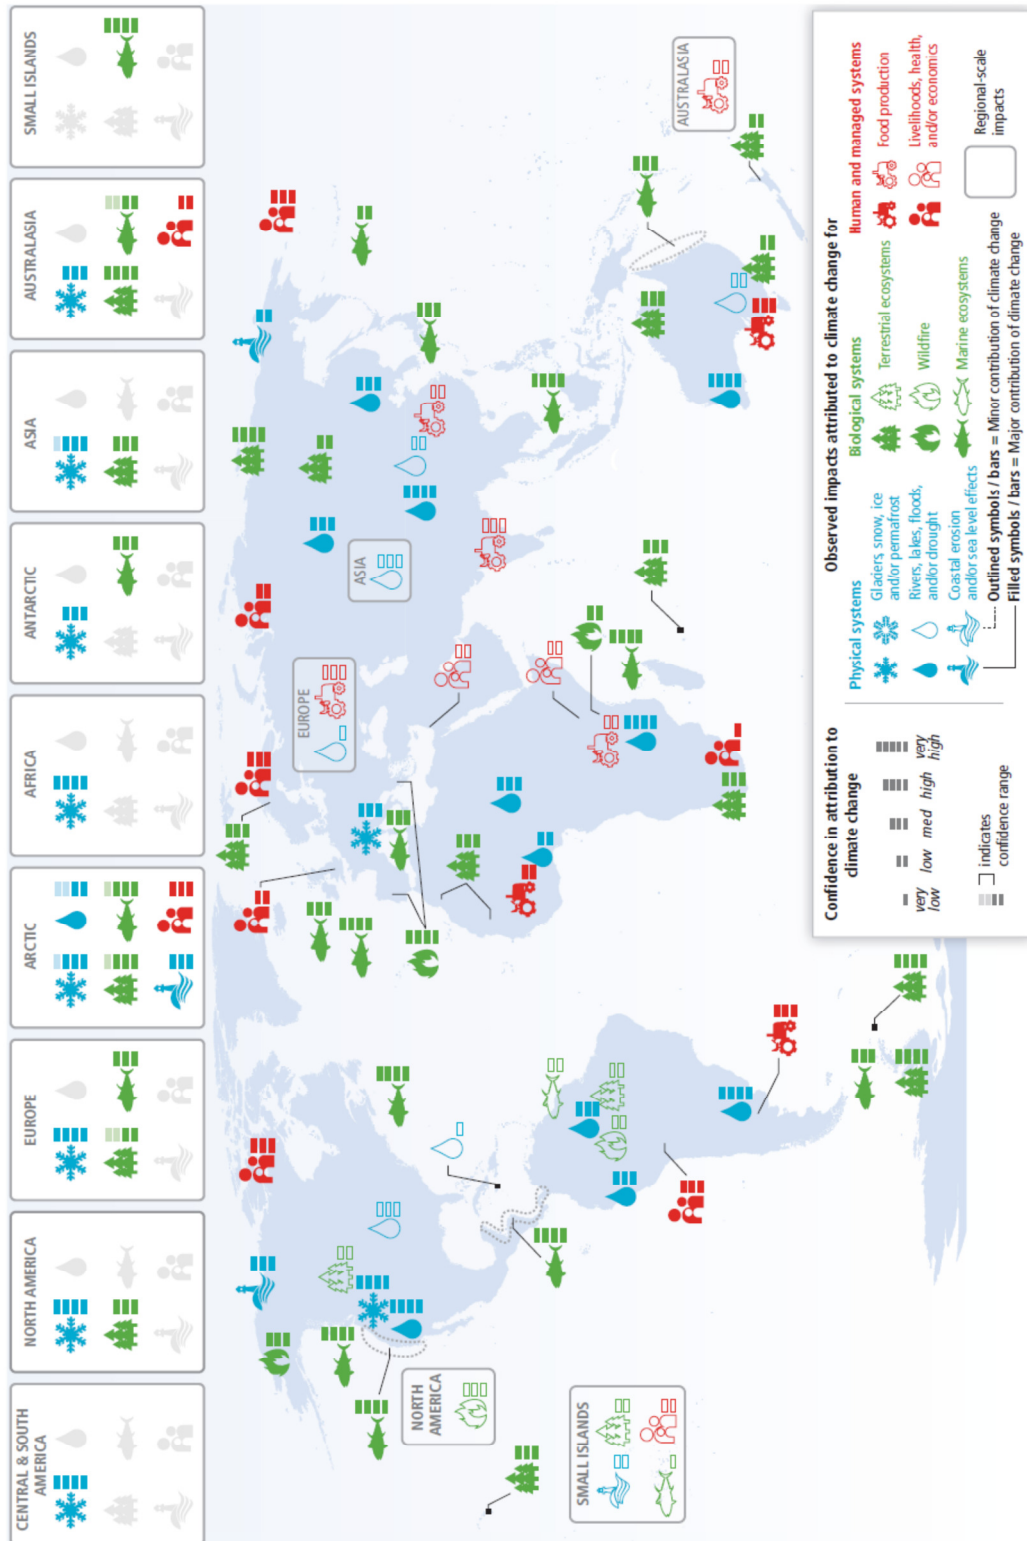 CENTRAL & SOUTH
AMERICA
NORTH AMERICA
EUROPE
ARCTIC
AFRICA
ANTARCTIC
ASIA
AUSTRALASIA
SMALL ISLANDS
EUROPE
ASIA
AUSTRALASIA
NORTH
AMERICA
SMALL ISLANDS
Confidence in attribution to
climate change
very
low
low
med
high
very
high
indicates
confidence range
Observed impacts attributed to climate change for
Physical systems
Glaciers, snow, ice
and/or permafrost
Rivers, lakes, floods,
and/or drought
Coastal erosion
and/or sea level effects
Biological systems
Terrestrial ecosystems
Wildfire
Marine ecosystems
Human and managed systems
Food production
Livelihoods, health,
and/or economics
Regional-scale
impacts
Outlined symbols / bars = Minor contribution of climate change
Filled symbols / bars = Major contribution of climate change